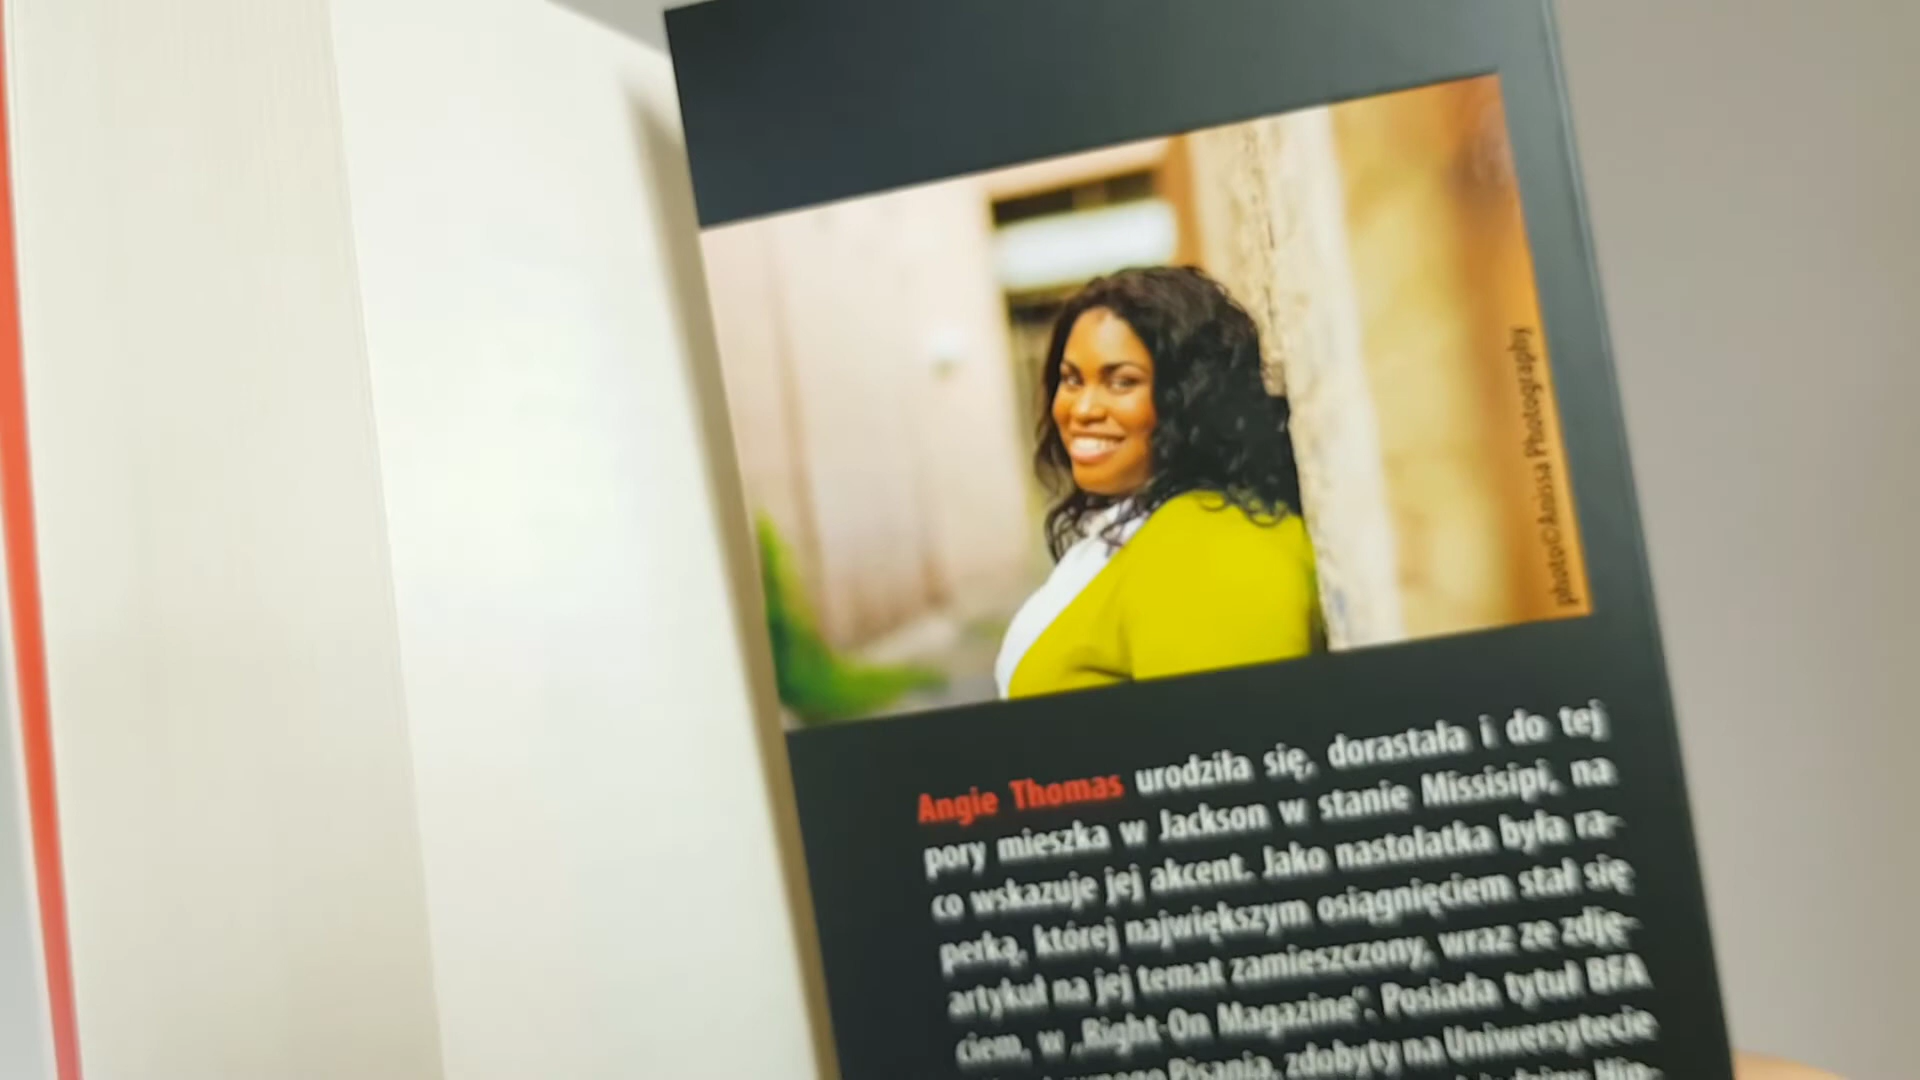 photo©Anissa Photography
Angie Thomas urodziła się, dorastała i do tej
pory mieszka w Jackson w stanie Missisipi, na
co wskazuje jej akcent. Jako nastolatka była ra-
perką, której największym osiągnięciem stał się
artykuł na jej temat zamieszczony, wraz ze zdję-
ciem, w „Right-On Magazine”. Posiada tytuł BFA
Pisania, zdobyty na Uniwersytecie
Hip-